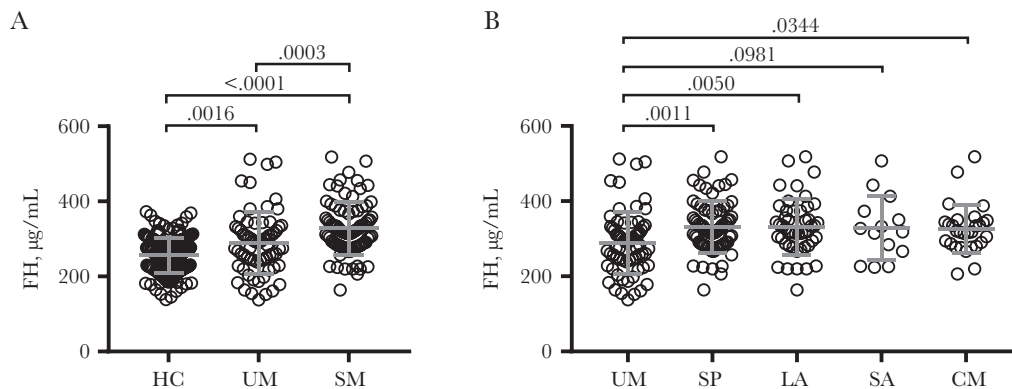 A
.0003
<.0001
.0016
600
400
200
0
FH, µg/mL
HC UM SM
B
.0344
.0981
.0050
.0011
600
400
200
0
FH, µg/mL
UM SP LA SA CM